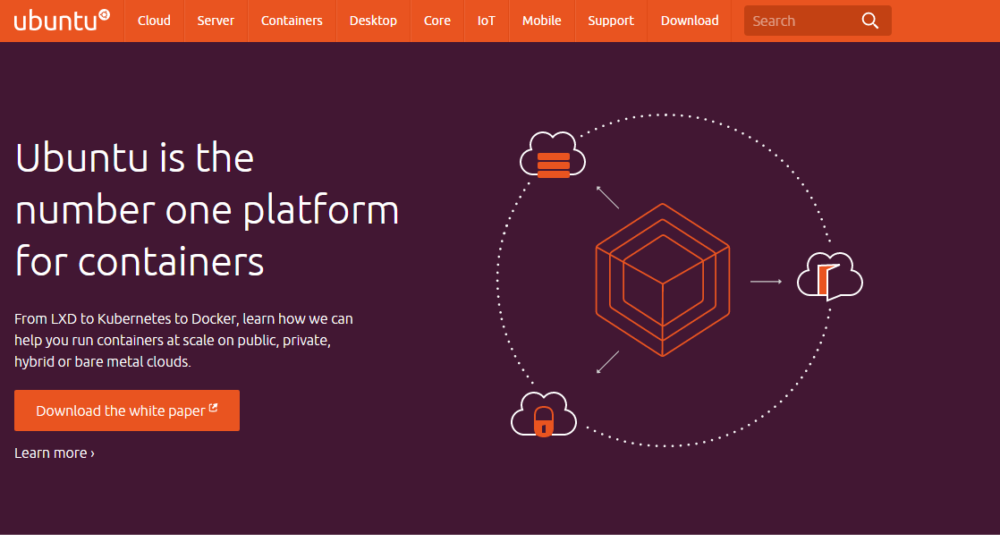 ubuntu
Cloud
Server
Containers
Desktop
Core
IoT
Mobile
Support
Download
Search
Ubuntu is the
number one platform
for containers
From LXD to Kubernetes to Docker, learn how we can
help you run containers at scale on public, private,
hybrid or bare metal clouds.
Download the white paper
Learn more ›